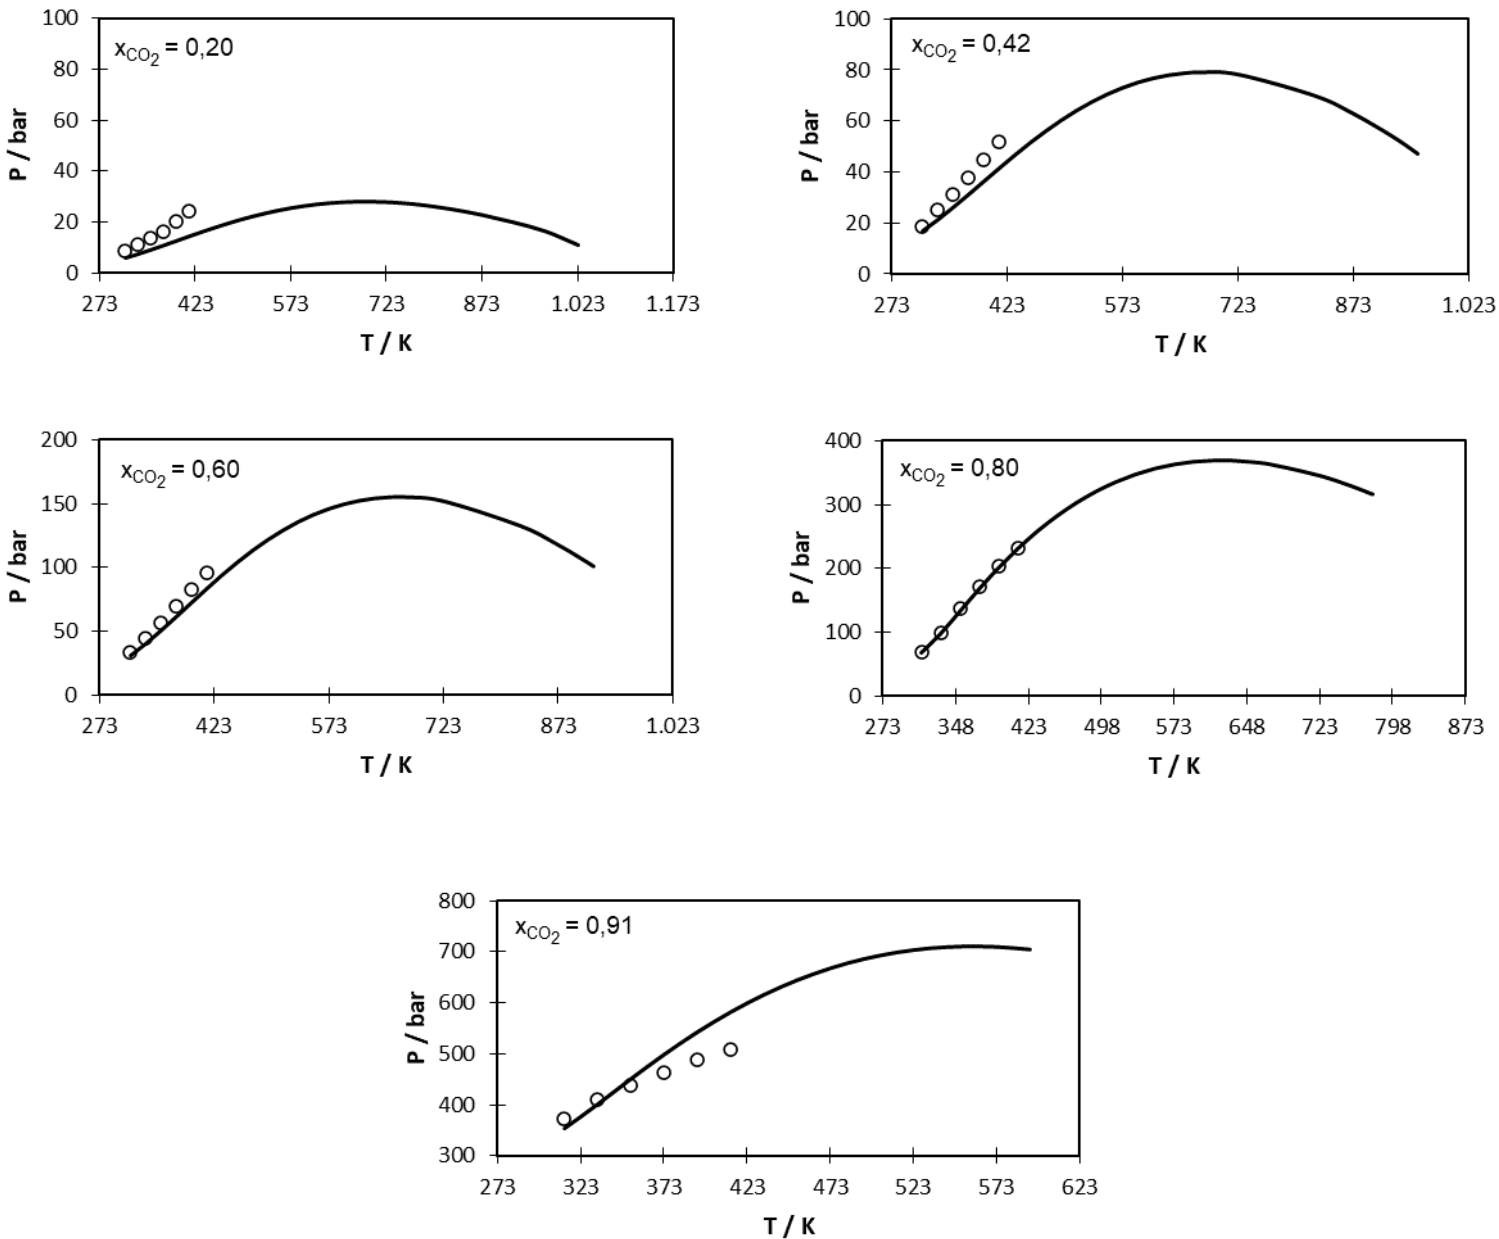 x_CO2 = 0,20
100
80
60
40
20
0
P / bar
273 423 573 723 873 1.023 1.173
T / K
x_CO2 = 0,42
100
80
60
40
20
0
P / bar
273 423 573 723 873 1.023
T / K
x_CO2 = 0,60
200
150
100
50
0
P / bar
273 423 573 723 873 1.023
T / K
x_CO2 = 0,80
400
300
200
100
0
P / bar
273 348 423 498 573 648 723 798 873
T / K
x_CO2 = 0,91
800
700
600
500
400
300
P / bar
273 323 373 423 473 523 573 623
T / K